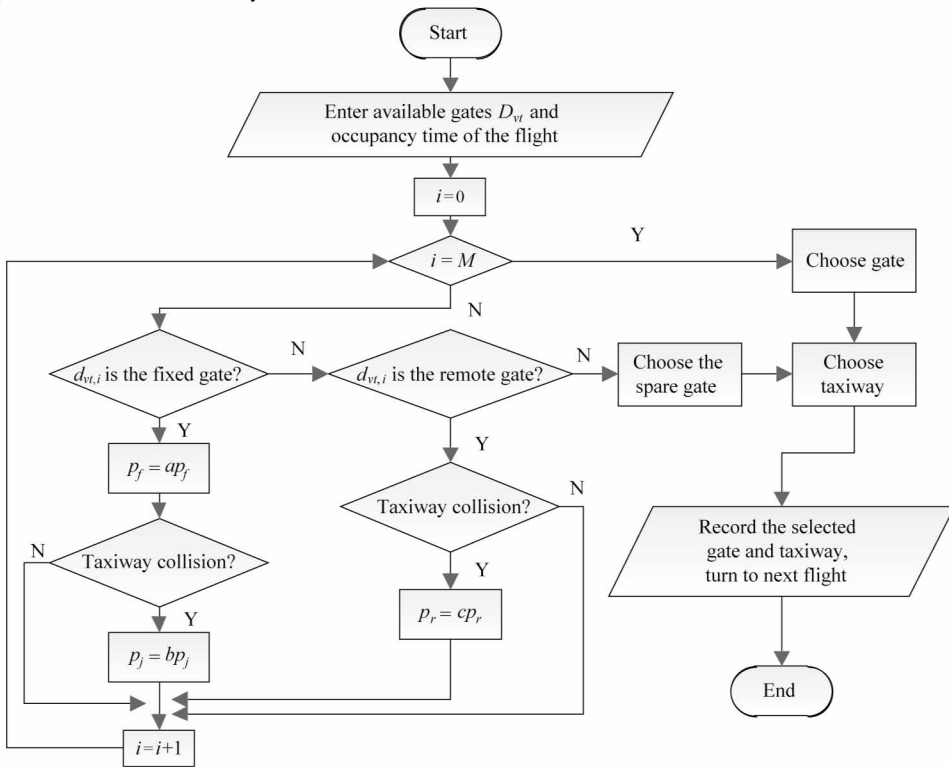 Start
Enter available gates D_vt and
occupancy time of the flight
i=0
i = M
Y
Choose gate
N
d_vt,i is the fixed gate?
N
d_vt,i is the remote gate?
N
Choose the
spare gate
Choose
taxiway
Y
p_f = ap_f
Y
Taxiway collision?
N
N
Taxiway collision?
Record the selected
gate and taxiway,
turn to next flight
Y
p_r = cp_r
Y
p_j = bp_j
End
i=i+1